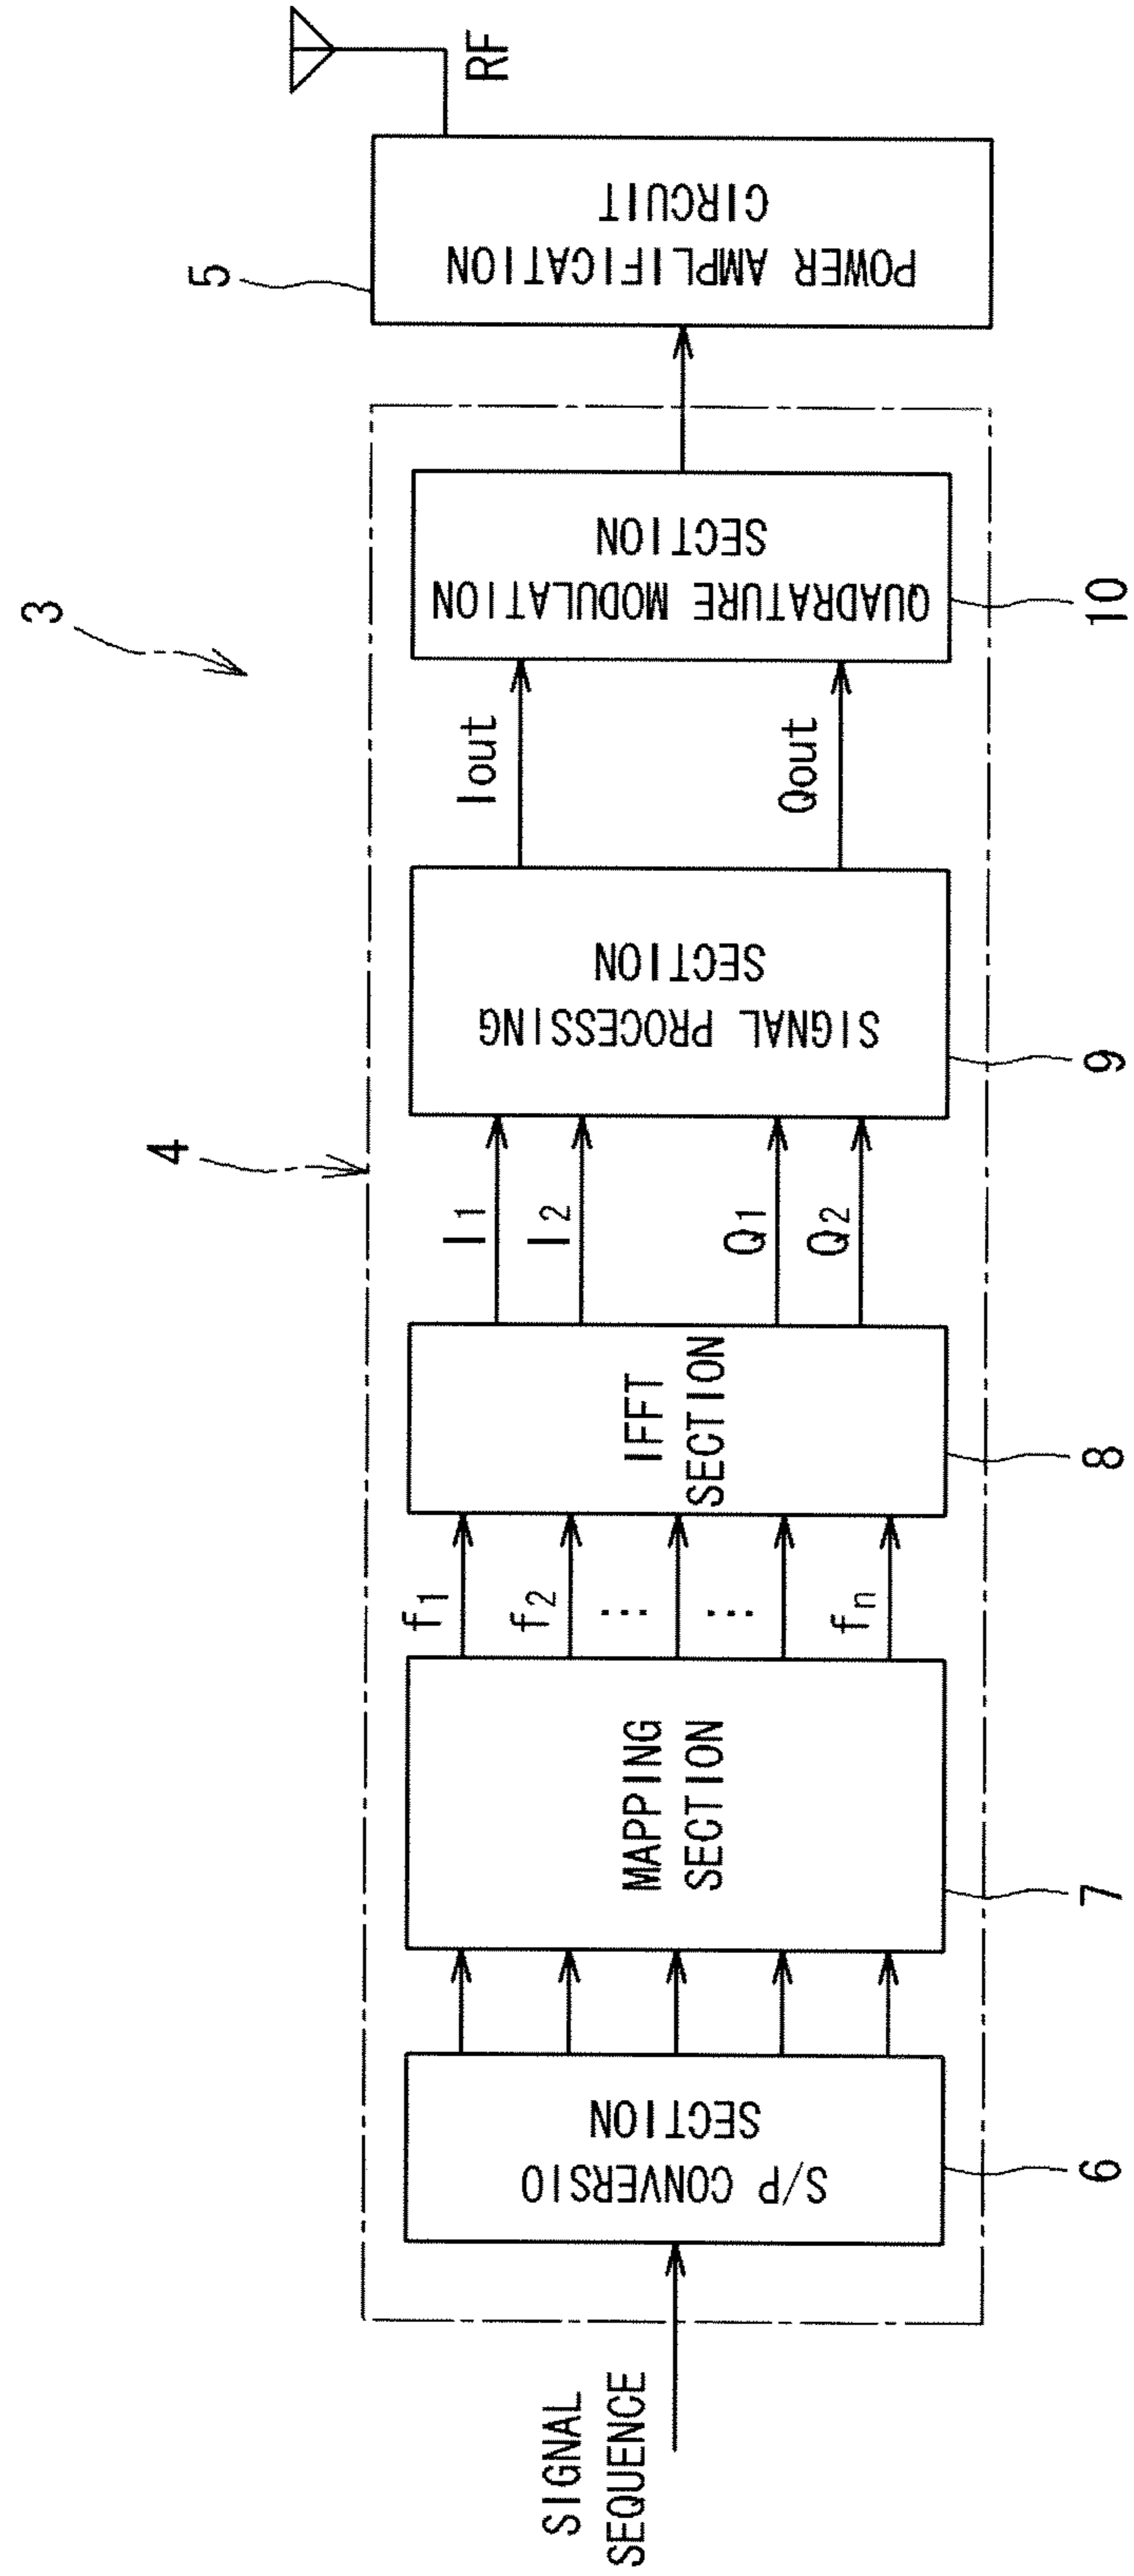 3
4
5
RF
SIGNAL
SEQUENCE
S/P CONVERSIO
SECTION
6
MAPPING
SECTION
7
f1
f2
...
...
fn
IFFT
SECTION
8
I1
I2
Q1
Q2
SIGNAL PROCESSING
SECTION
9
Iout
Qout
QUADRATURE MODULATION
SECTION
10
POWER AMPLIFICATION
CIRCUIT